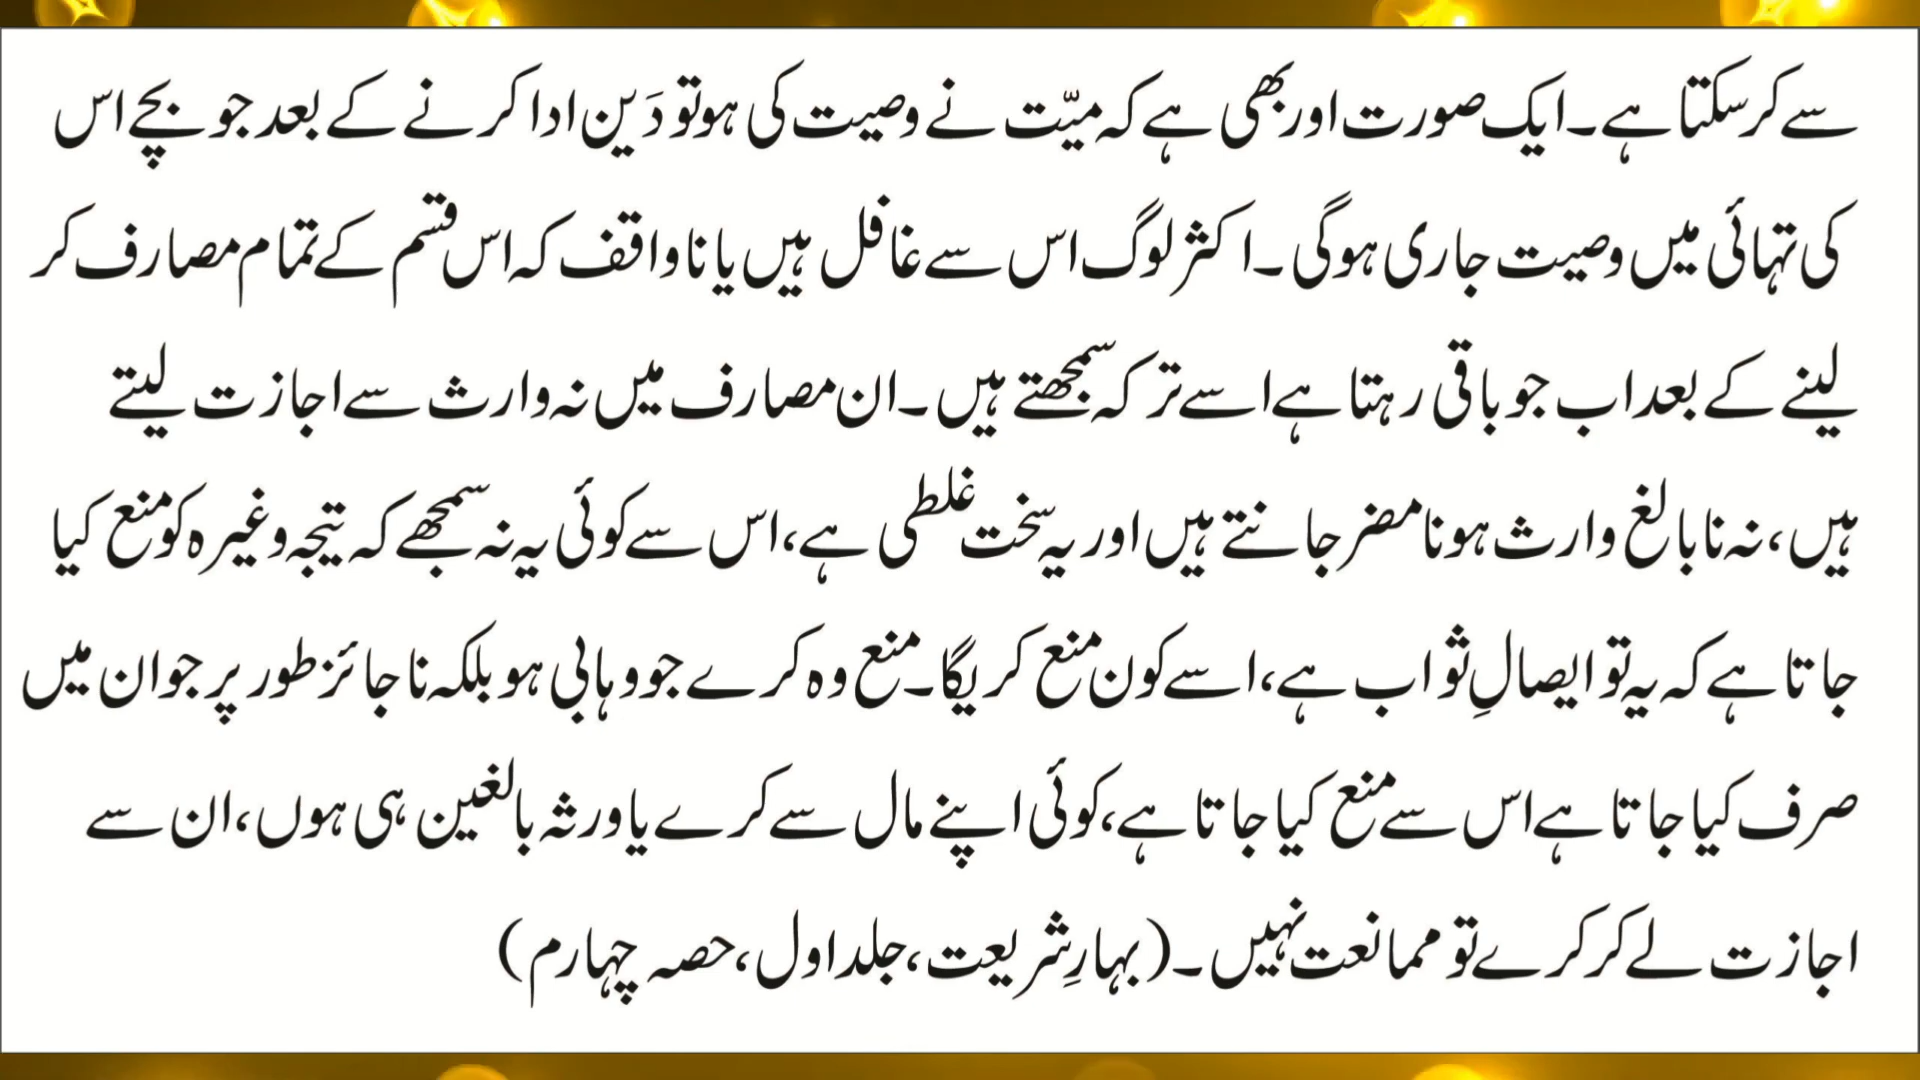 سے کر سکتا ہے۔ ایک صورت اور بھی ہے کہ میّت نے وصیت کی ہو تو دَین ادا کرنے کے بعد جو بچے اس
کی تہائی میں وصیت جاری ہوگی۔ اکثر لوگ اس سے غافل ہیں یا ناواقف کہ اس قسم کے تمام مصارف کر
لینے کے بعد اب جو باقی رہتا ہے اسے ترکہ سمجھتے ہیں۔ ان مصارف میں نہ وارث سے اجازت لیتے
ہیں، نہ نابالغ وارث ہونا مضر جانتے ہیں اور یہ سخت غلطی ہے، اس سے کوئی یہ نہ سمجھے کہ تیجہ وغیرہ کو منع کیا
جاتا ہے کہ یہ تو ایصالِ ثواب ہے، اسے کون منع کریگا۔ منع وہ کرے جو وہابی ہو بلکہ ناجائز طور پر جو ان میں
صرف کیا جاتا ہے اس سے منع کیا جاتا ہے، کوئی اپنے مال سے کرے یا ورثہ بالغین ہی ہوں، ان سے
اجازت لے کر کرے تو ممانعت نہیں۔ (بہارِ شریعت، جلد اول، حصہ چہارم)